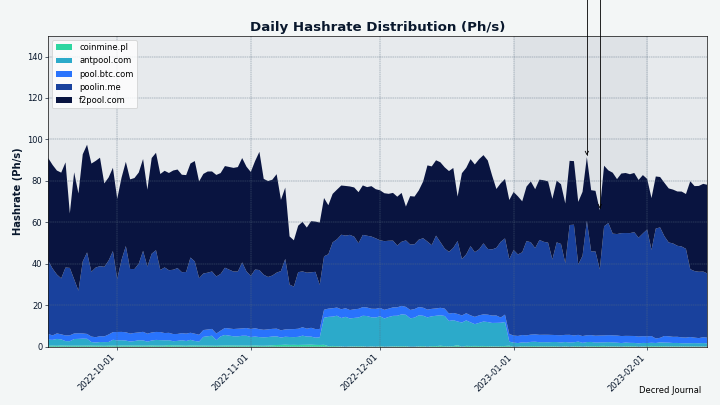 Daily Hashrate Distribution (Ph/s)
Hashrate (Ph/s)
140
120
100
80
60
40
20
0
coinmine.pl
antpool.com
pool.btc.com
poolin.me
f2pool.com
2022-10-01
2022-11-01
2022-12-01
2023-01-01
2023-02-01
Decred Journal